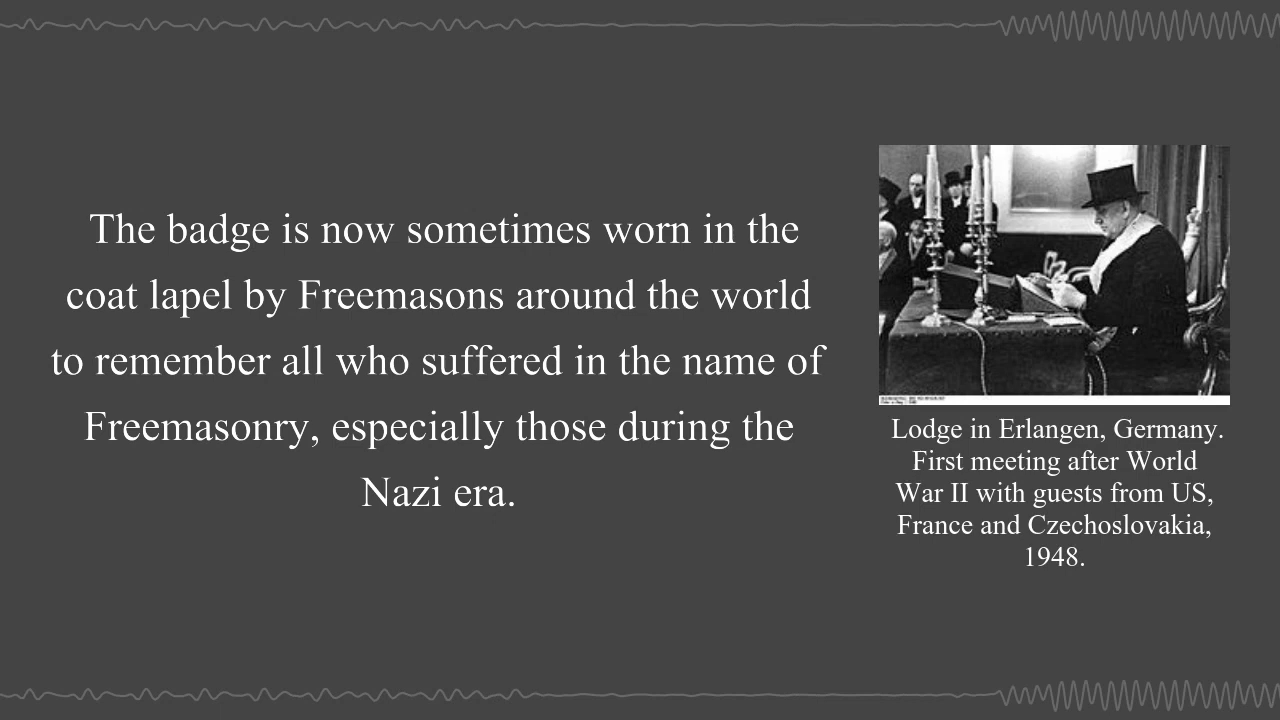 The badge is now sometimes worn in the
coat lapel by Freemasons around the world
to remember all who suffered in the name of
Freemasonry, especially those during the
Nazi era.
Lodge in Erlangen, Germany.
First meeting after World
War II with guests from US,
France and Czechoslovakia,
1948.